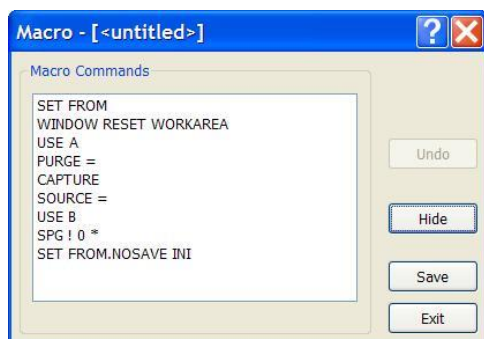 Macro - [<untitled>]
Macro Commands
SET FROM
WINDOW RESET WORKAREA
USE A
PURGE =
CAPTURE
SOURCE =
USE B
SPG ! 0 *
SET FROM.NOSAVE INI
Undo
Hide
Save
Exit